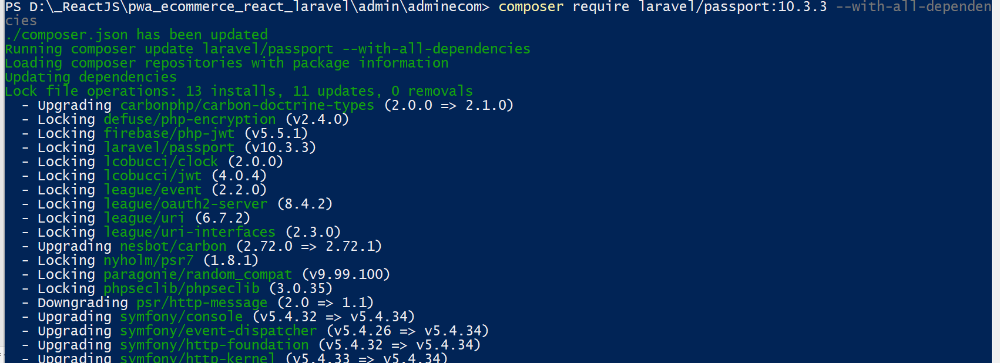 PS D:\_ReactJS\pwa_ecommerce_react_laravel\admin\adminecom> composer require laravel/passport:10.3.3 --with-all-dependen
cies
./composer.json has been updated
Running composer update laravel/passport --with-all-dependencies
Loading composer repositories with package information
Updating dependencies
Lock file operations: 13 installs, 11 updates, 0 removals
  - Upgrading carbonphp/carbon-doctrine-types (2.0.0 => 2.1.0)
  - Locking defuse/php-encryption (v2.4.0)
  - Locking firebase/php-jwt (v5.5.1)
  - Locking laravel/passport (v10.3.3)
  - Locking lcobucci/clock (2.0.0)
  - Locking lcobucci/jwt (4.0.4)
  - Locking league/event (2.2.0)
  - Locking league/oauth2-server (8.4.2)
  - Locking league/uri (6.7.2)
  - Locking league/uri-interfaces (2.3.0)
  - Upgrading nesbot/carbon (2.72.0 => 2.72.1)
  - Locking nyholm/psr7 (1.8.1)
  - Locking paragonie/random_compat (v9.99.100)
  - Locking phpseclib/phpseclib (3.0.35)
  - Downgrading psr/http-message (2.0 => 1.1)
  - Upgrading symfony/console (v5.4.32 => v5.4.34)
  - Upgrading symfony/event-dispatcher (v5.4.26 => v5.4.34)
  - Upgrading symfony/http-foundation (v5.4.32 => v5.4.34)
  - Upgrading symfony/http-kernel (v5.4.33 => v5.4.34)